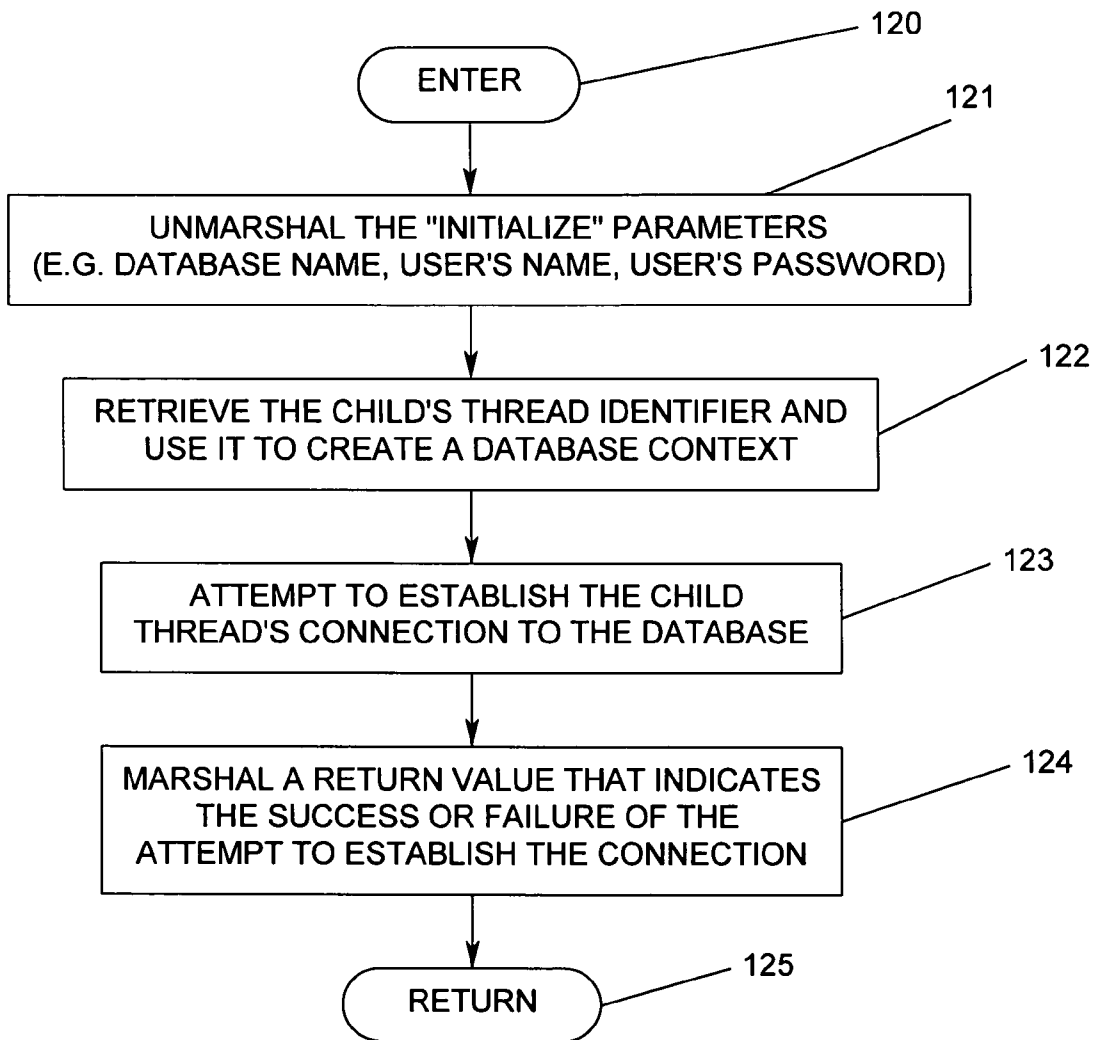 120
ENTER
121
UNMARSHAL THE "INITIALIZE" PARAMETERS
(E.G. DATABASE NAME, USER'S NAME, USER'S PASSWORD)
122
RETRIEVE THE CHILD'S THREAD IDENTIFIER AND
USE IT TO CREATE A DATABASE CONTEXT
123
ATTEMPT TO ESTABLISH THE CHILD
THREAD'S CONNECTION TO THE DATABASE
124
MARSHAL A RETURN VALUE THAT INDICATES
THE SUCCESS OR FAILURE OF THE
ATTEMPT TO ESTABLISH THE CONNECTION
125
RETURN